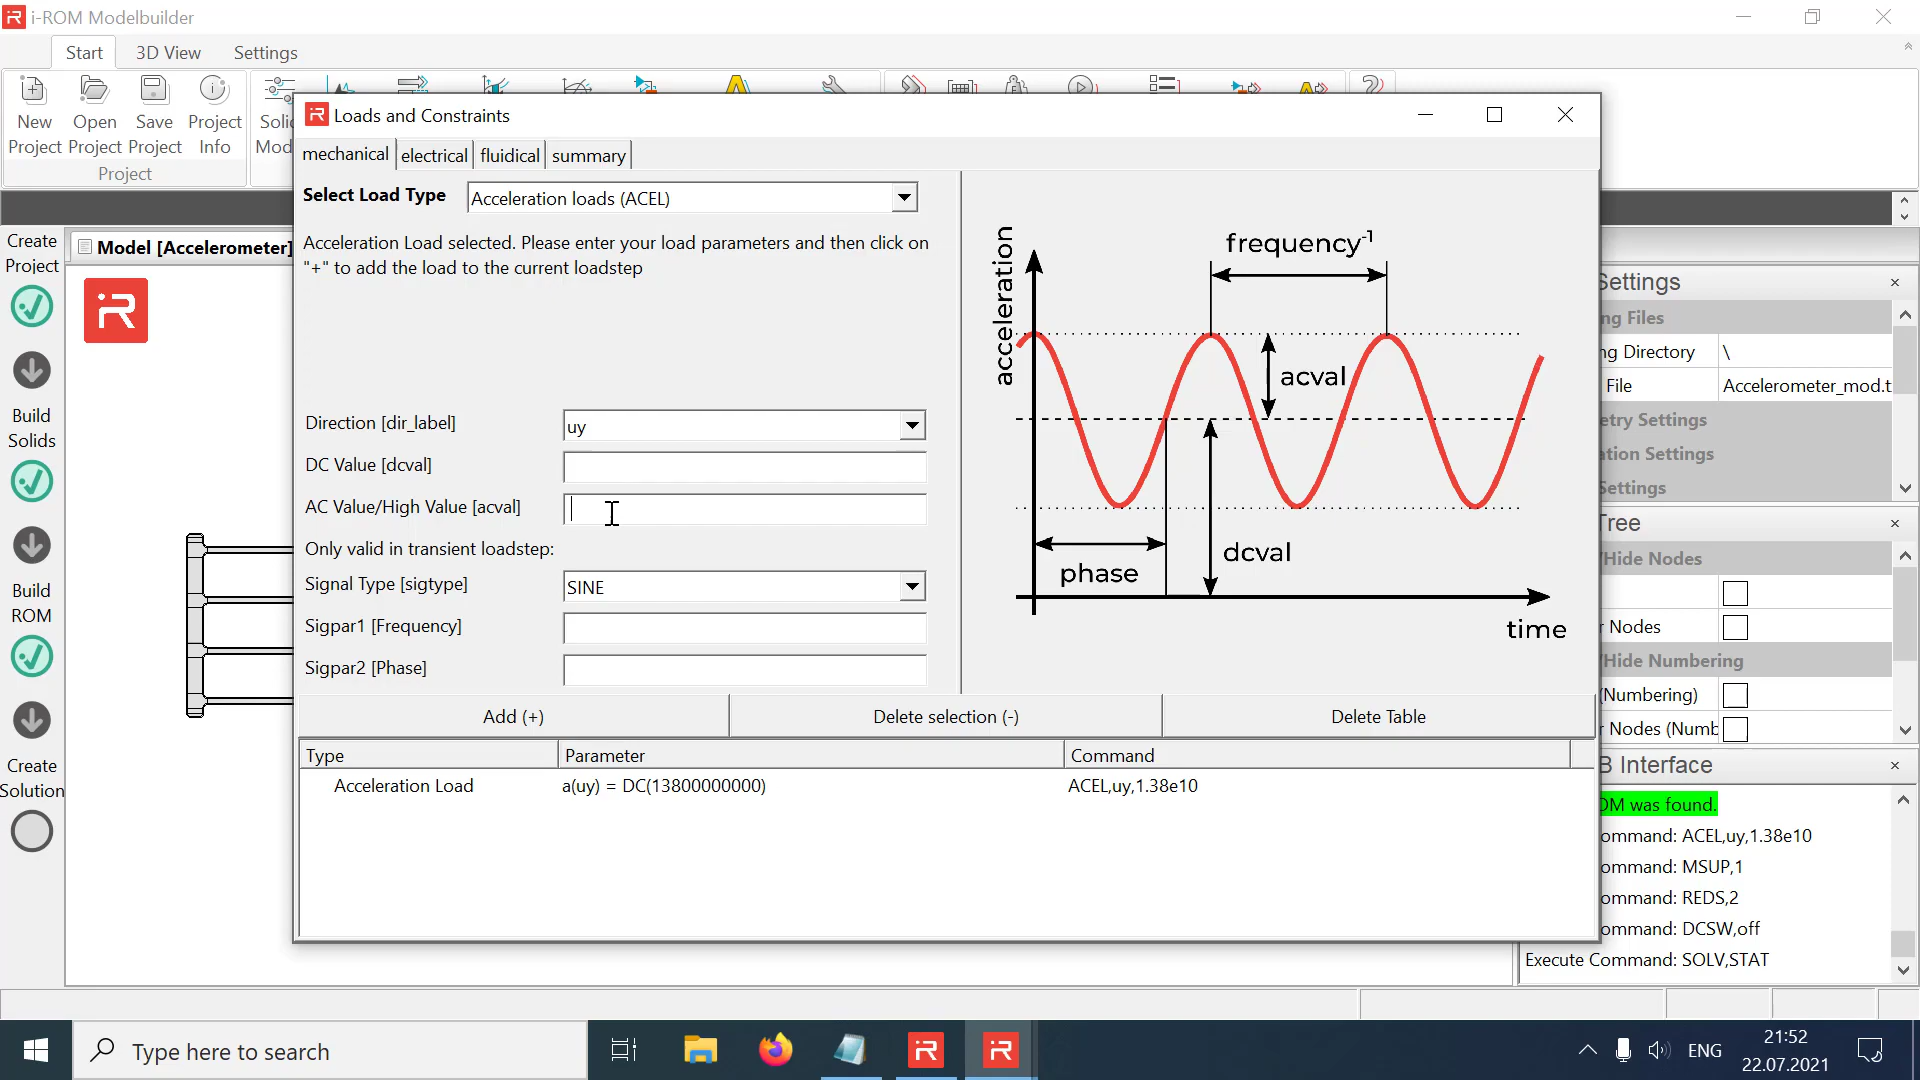 i-ROM Modelbuilder
Start
3D View
Settings
New Project
Open Project
Save Project
Project Info
Project
Loads and Constraints
mechanical
electrical
fluidical
summary
Select Load Type
Acceleration loads (ACEL)
Acceleration Load selected. Please enter your load parameters and then click on
"+" to add the load to the current loadstep
Direction [dir_label]
uy
DC Value [dcval]
AC Value/High Value [acval]
Only valid in transient loadstep:
Signal Type [sigtype]
SINE
Sigpar1 [Frequency]
Sigpar2 [Phase]
acceleration
frequency⁻¹
acval
dcval
phase
time
Add (+)
Delete selection (-)
Delete Table
Type
Parameter
Command
Acceleration Load
a(uy) = DC(13800000000)
ACEL,uy,1.38e10
Create
Project
Build
Solids
Build
ROM
Create
Solution
Model [Accelerometer]
Settings
Files
Directory
\
File
Accelerometer_mod.t
Settings
Settings
Settings
Tree
Hide Nodes
Nodes
Hide Numbering
(Numbering)
Nodes (Numb
Interface
was found.
ACEL,uy,1.38e10
MSUP,1
REDS,2
DCSW,off
Execute Command: SOLV,STAT
Type here to search
ENG
21:52
22.07.2021